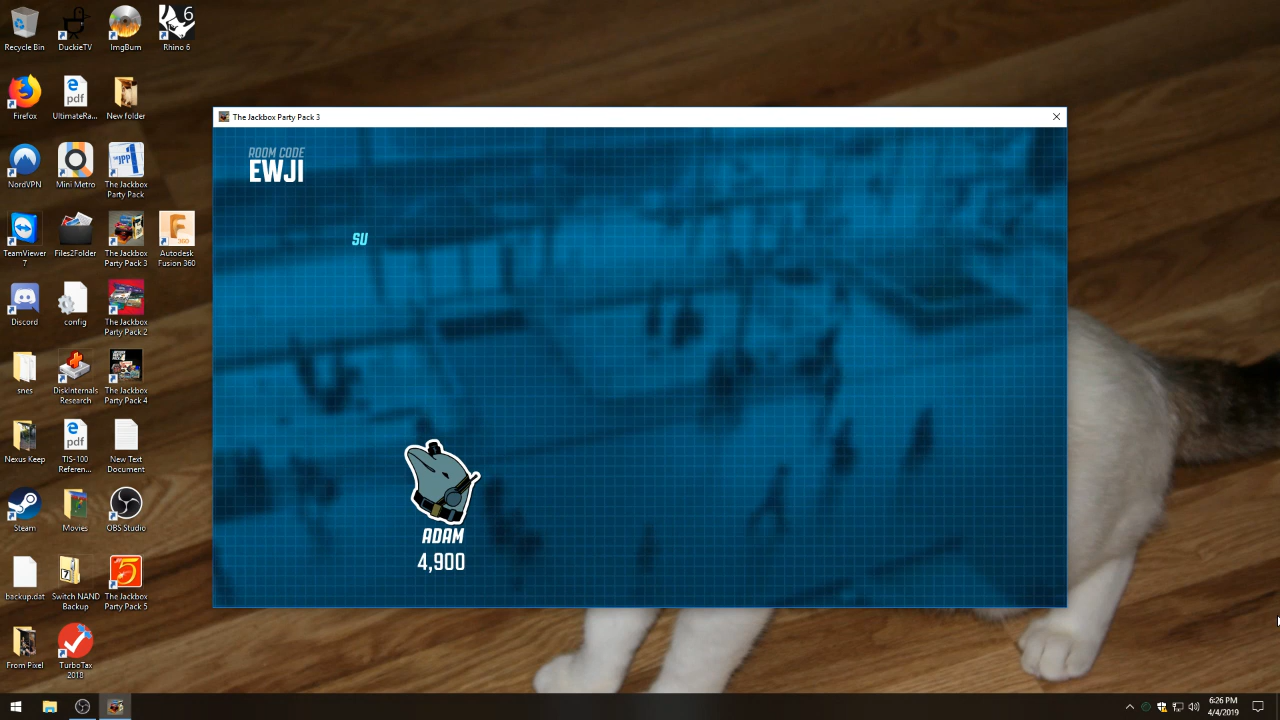 Recycle Bin
DuckieTV
ImgBurn
Rhino 6
Firefox
UltimateRa...
New folder
NordVPN
Mini Metro
The Jackbox
Party Pack
TeamViewer
7
Files2Folder
The Jackbox
Party Pack 3
Autodesk
Fusion 360
Discord
config
The Jackbox
Party Pack 2
snes
DiskInternals
Research
The Jackbox
Party Pack 4
Nexus Keep
TIS-100
Referen...
New Text
Document
Steam
Movies
OBS Studio
backup.dat
Switch NAND
Backup
The Jackbox
Party Pack 5
From Pixel
TurboTax
2018
The Jackbox Party Pack 3
ROOM CODE
EWJI
SU
ADAM
4,900
6:26 PM
4/4/2019